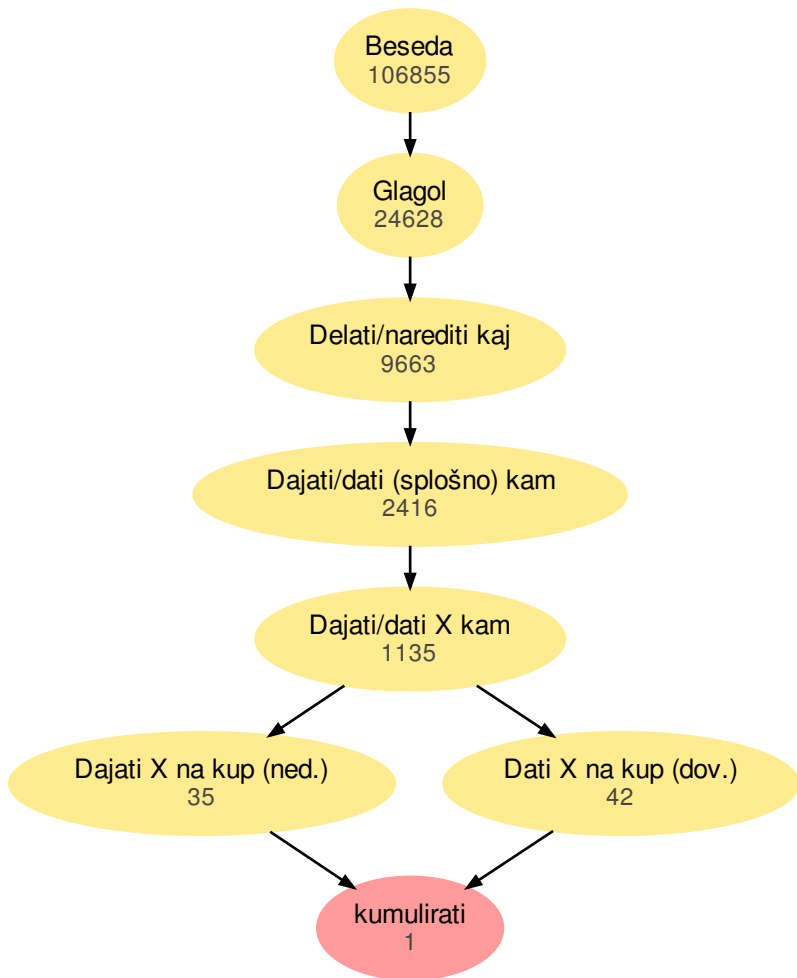 Beseda
106855
Glagol
24628
Delati/narediti kaj
9663
Dajati/dati (splošno) kam
2416
Dajati/dati X kam
1135
Dajati X na kup (ned.)
35
Dati X na kup (dov.)
42
kumulirati
1